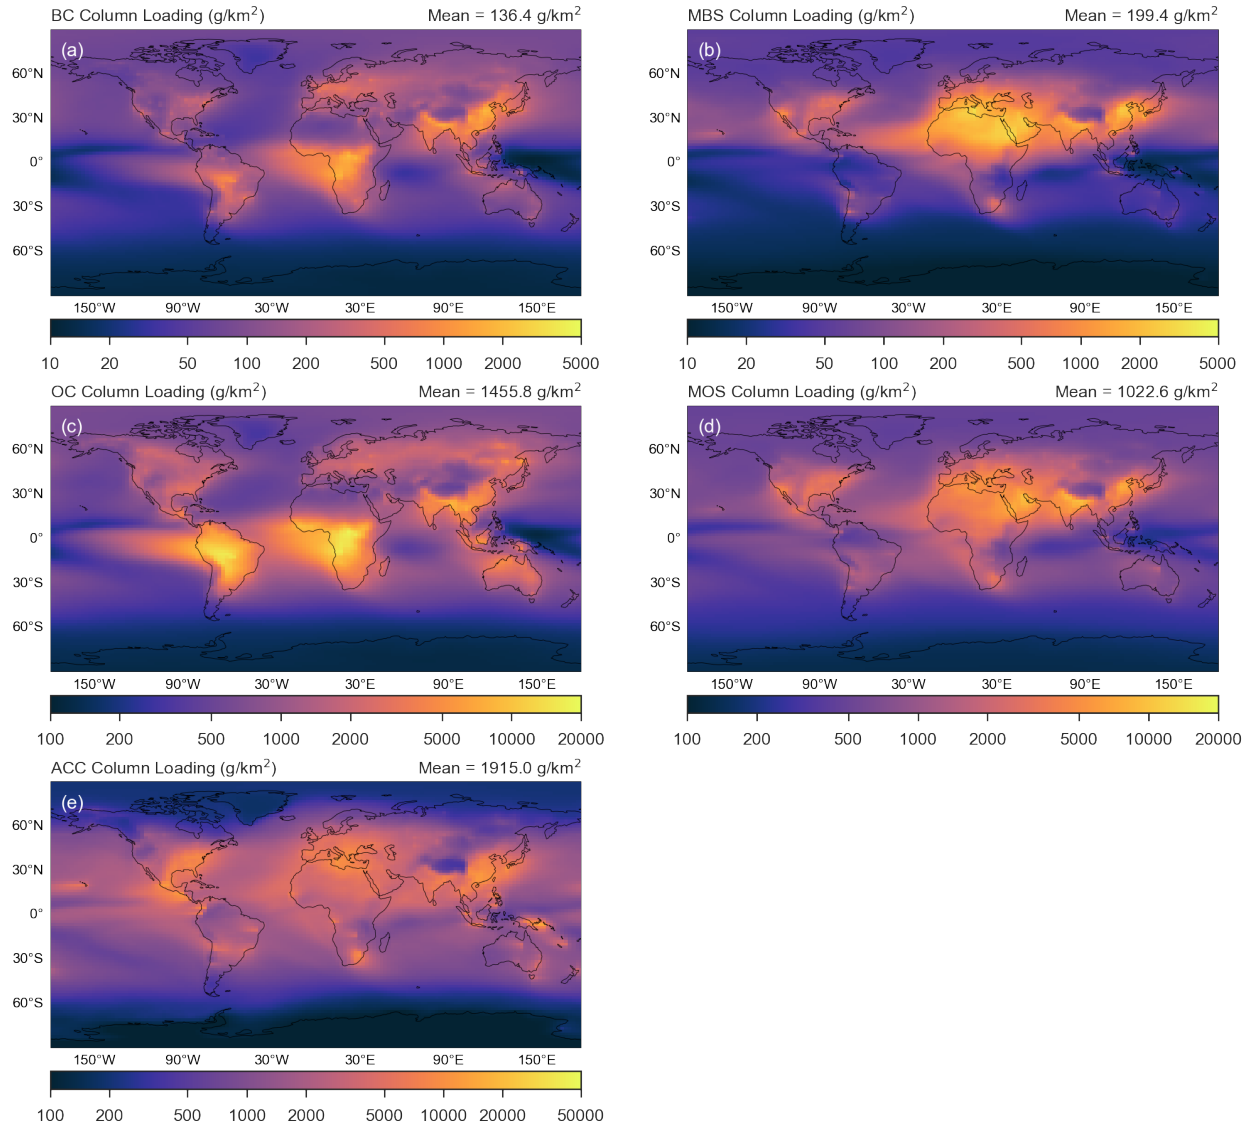 BC Column Loading (g/km²) Mean = 136.4 g/km²
(a)
60°N
30°N
0°
30°S
60°S
150°W 90°W 30°W 30°E 90°E 150°E
10 20 50 100 200 500 1000 2000 5000
MBS Column Loading (g/km²) Mean = 199.4 g/km²
(b)
60°N
30°N
0°
30°S
60°S
150°W 90°W 30°W 30°E 90°E 150°E
10 20 50 100 200 500 1000 2000 5000
OC Column Loading (g/km²) Mean = 1455.8 g/km²
(c)
60°N
30°N
0°
30°S
60°S
150°W 90°W 30°W 30°E 90°E 150°E
100 200 500 1000 2000 5000 10000 20000
MOS Column Loading (g/km²) Mean = 1022.6 g/km²
(d)
60°N
30°N
0°
30°S
60°S
150°W 90°W 30°W 30°E 90°E 150°E
100 200 500 1000 2000 5000 10000 20000
ACC Column Loading (g/km²) Mean = 1915.0 g/km²
(e)
60°N
30°N
0°
30°S
60°S
150°W 90°W 30°W 30°E 90°E 150°E
100 200 500 1000 2000 5000 10000 20000 50000